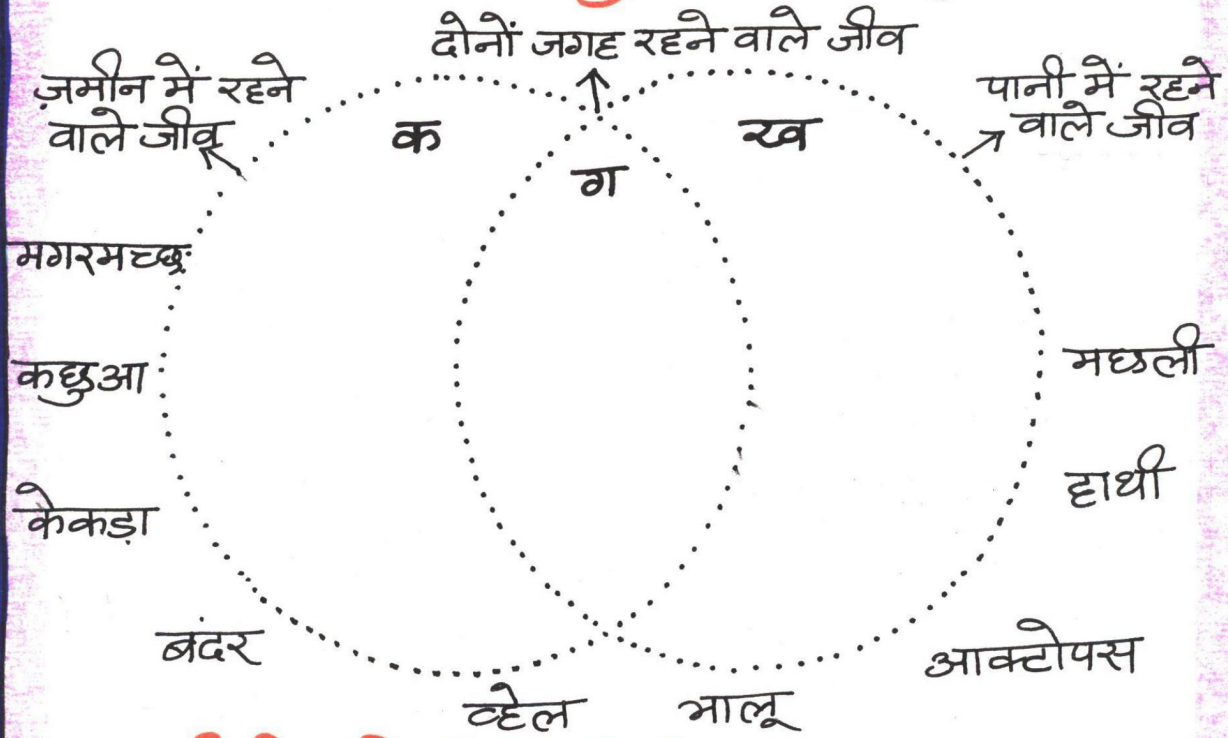 दोनों जगह रहने वाले जीव
ज़मीन में रहने
वाले जीव
पानी में रहने
वाले जीव
क
ख
ग
मगरमच्छ
कछुआ
मछली
केकड़ा
हाथी
बंदर
आक्टोपस
व्हेल
भालू